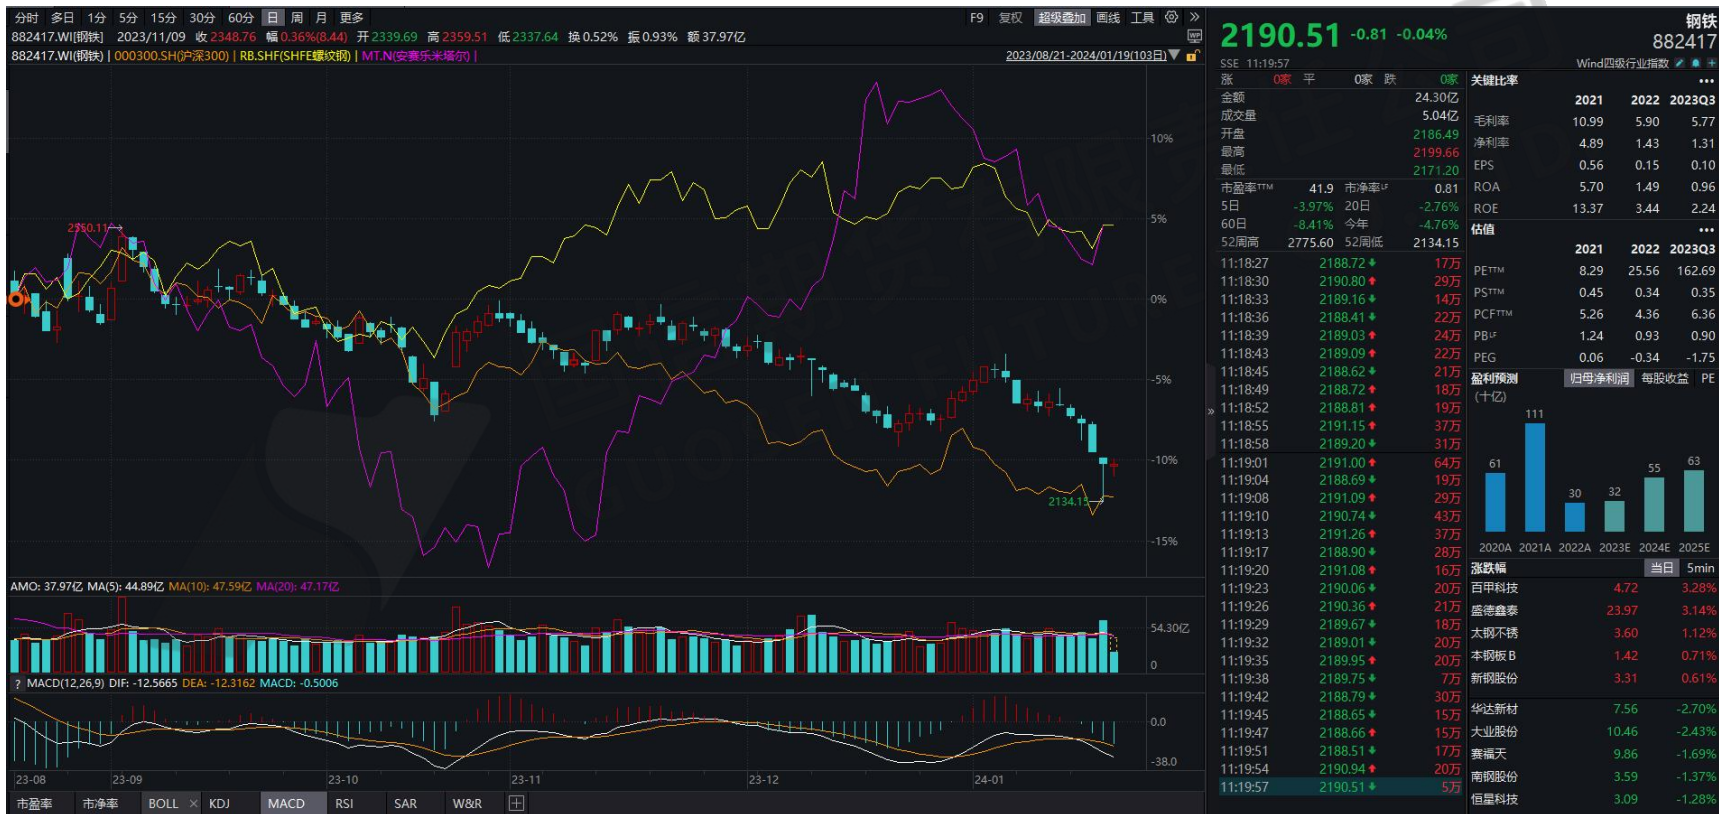 分时 多日 1分 5分 15分 30分 60分 日 周 月 更多 F9 复权 超级叠加 画线 工具
882417.WI[钢铁] 2023/11/09 收2348.76 幅0.36%(8.44) 开2339.69 高2359.51 低2337.64 换0.52% 振0.93% 额37.97亿
882417.WI(钢铁) | 000300.SH(沪深300) | RB.SHF(SHFE螺纹钢) | MT.N(安赛乐米塔尔) | 2023/08/21-2024/01/19(103日)
10%
5%
2550.11
0%
-5%
-10%
2134.15
-15%
AMO: 37.97亿 MA(5): 44.89亿 MA(10): 47.59亿 MA(20): 47.17亿
54.30亿
0
? MACD(12,26,9) DIF: -12.5665 DEA: -12.3162 MACD: -0.5006
0.0
-38.0
23-08 23-09 23-10 23-11 23-12 24-01
市盈率 市净率 BOLL × KDJ MACD RSI SAR W&R
2190.51 -0.81 -0.04%
SSE 11:19:57
涨 0家 平 0家 跌 0家
金额 24.30亿
成交量 5.04亿
开盘 2186.49
最高 2199.66
最低 2171.20
市盈率TTM 41.9 市净率LF 0.81
5日 -3.97% 20日 -2.76%
60日 -8.41% 今年 -4.76%
52周高 2775.60 52周低 2134.15
11:18:27 2188.72 17万
11:18:30 2190.80 29万
11:18:33 2189.16 14万
11:18:36 2188.41 22万
11:18:39 2189.03 24万
11:18:43 2189.09 22万
11:18:45 2188.62 21万
11:18:49 2188.72 18万
11:18:52 2188.81 19万
11:18:55 2191.15 37万
11:18:58 2189.20 31万
11:19:01 2191.00 64万
11:19:04 2188.69 19万
11:19:08 2191.09 29万
11:19:10 2190.74 43万
11:19:13 2191.26 37万
11:19:17 2188.90 28万
11:19:20 2191.08 16万
11:19:23 2190.06 20万
11:19:26 2190.36 21万
11:19:29 2189.67 18万
11:19:32 2189.01 20万
11:19:35 2189.95 20万
11:19:38 2189.75 7万
11:19:42 2188.79 30万
11:19:45 2188.65 15万
11:19:47 2188.66 15万
11:19:51 2188.51 17万
11:19:54 2190.94 20万
11:19:57 2190.51 5万
钢铁
882417
Wind四级行业指数
关键比率
2021 2022 2023Q3
毛利率 10.99 5.90 5.77
净利率 4.89 1.43 1.31
EPS 0.56 0.15 0.10
ROA 5.70 1.49 0.96
ROE 13.37 3.44 2.24
估值
2021 2022 2023Q3
PETTM 8.29 25.56 162.69
PSTTM 0.45 0.34 0.35
PCFTTM 5.26 4.36 6.36
PBLF 1.24 0.93 0.90
PEG 0.06 -0.34 -1.75
盈利预测 归母净利润 每股收益 PE
(十亿)
61 111 30 32 55 63
2020A 2021A 2022A 2023E 2024E 2025E
涨跌幅 当日 5min
百甲科技 4.72 3.28%
盛德鑫泰 23.97 3.14%
太钢不锈 3.60 1.12%
本钢板B 1.42 0.71%
新钢股份 3.31 0.61%
华达新材 7.56 -2.70%
大业股份 10.46 -2.43%
赛福天 9.86 -1.69%
南钢股份 3.59 -1.37%
恒星科技 3.09 -1.28%